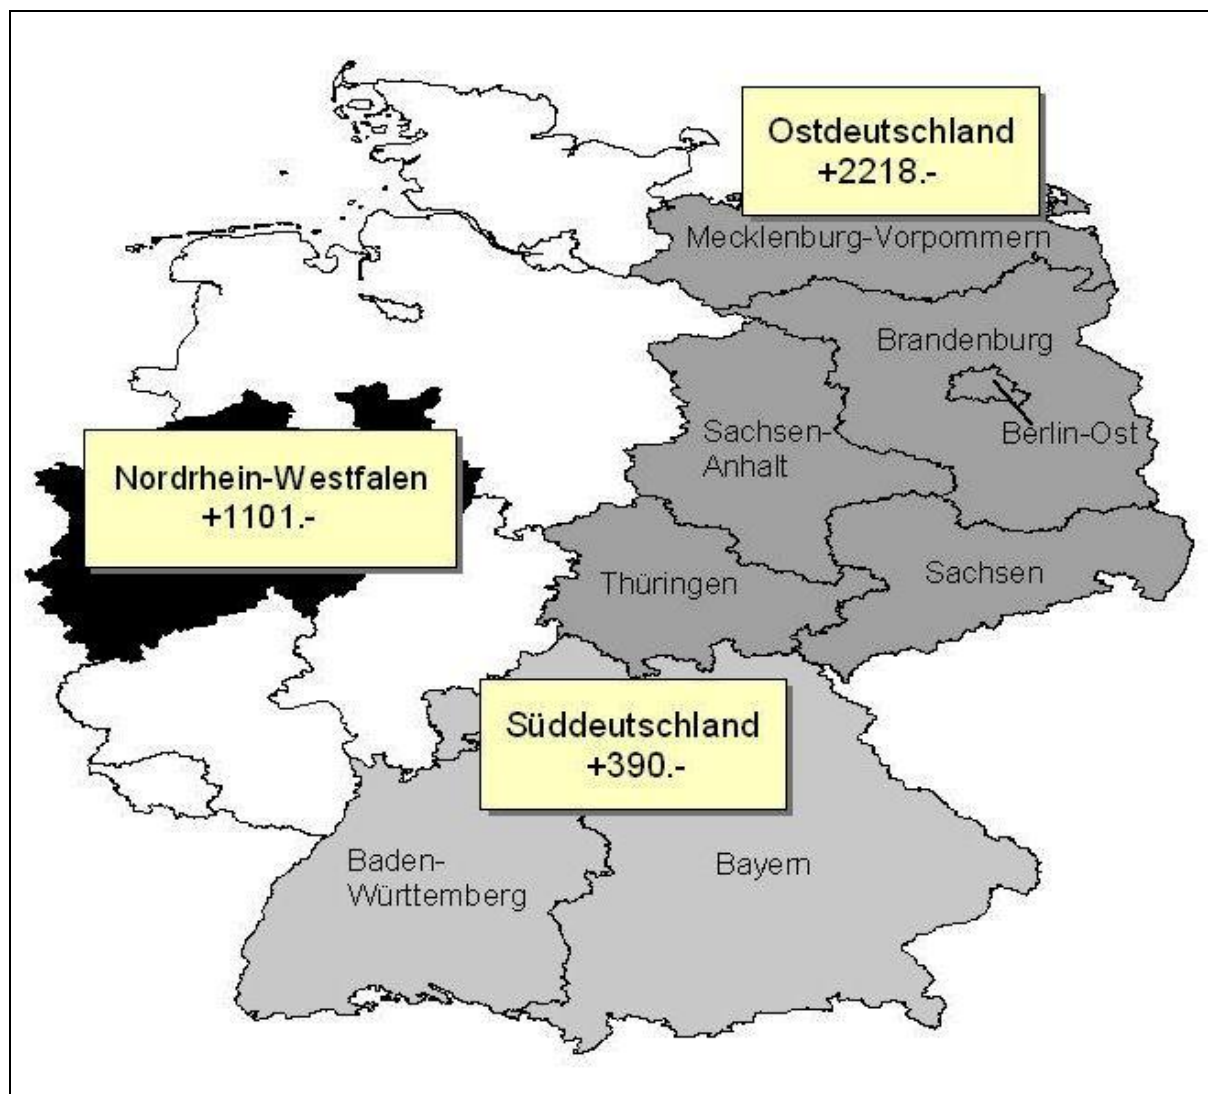 Ostdeutschland
+2218.-
Mecklenburg-Vorpommern
Brandenburg
Berlin-Ost
Sachsen-
Anhalt
Nordrhein-Westfalen
+1101.-
Thüringen
Sachsen
Süddeutschland
+390.-
Baden-
Württemberg
Bayern